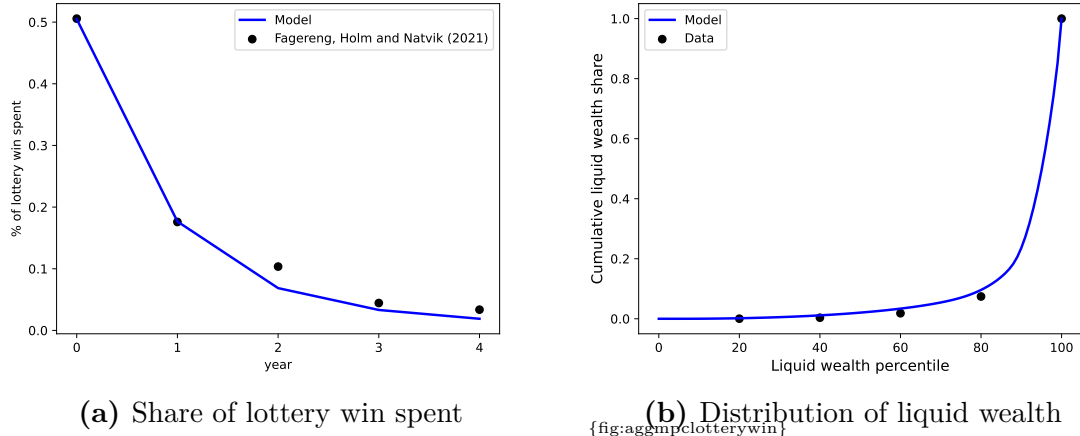 0.5
0.4
0.3
0.2
0.1
0.0
% of lottery win spent
0 1 2 3 4
year
Model
Fagereng, Holm and Natvik (2021)
(a) Share of lottery win spent
1.0
0.8
0.6
0.4
0.2
0.0
Cumulative liquid wealth share
0 20 40 60 80 100
Liquid wealth percentile
Model
Data
(b) Distribution of liquid wealth
{fig:aggmpclotterywin}